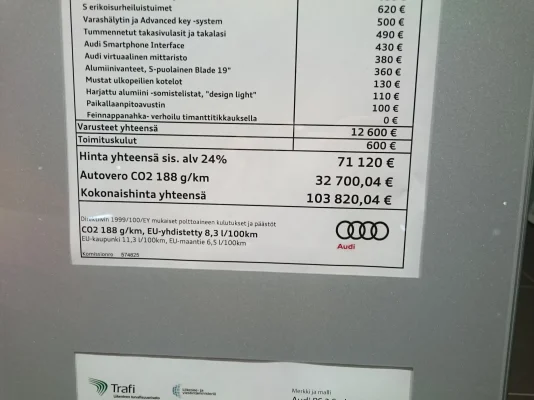 S erikoisurheiluistuimet 620 €
Varashälytin ja Advanced key -system 500 €
Tummennetut takasivulasit ja takalasi 490 €
Audi Smartphone Interface 430 €
Audi virtuaalinen mittaristo 380 €
Alumiinivanteet, 5-puolainen Blade 19" 360 €
Mustat ulkopeilien kotelot 130 €
Harjattu alumiini -somistelistat, "design light" 110 €
Paikallaanpitoavustin 100 €
Feinnappanahka- verhoilu timanttitikkauksella 0 €
Varusteet yhteensä 12 600 €
Toimituskulut 600 €
Hinta yhteensä sis. alv 24% 71 120 €
Autovero CO2 188 g/km 32 700,04 €
Kokonaishinta yhteensä 103 820,04 €
Direktiivin 1999/100/EY mukaiset polttoaineen kulutukset ja päästöt
CO2 188 g/km, EU-yhdistetty 8,3 l/100km
EU-kaupunki 11,3 l/100km, EU-maantie 6,5 l/100km
Audi
Kominolonro 574825
Trafi
Merkki ja malli
Audi RS 3